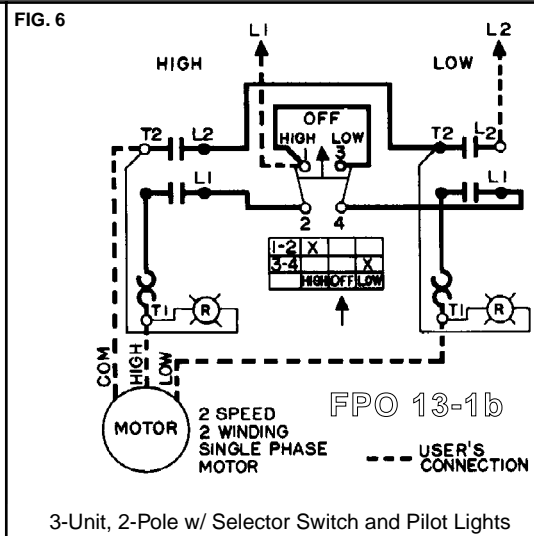 FIG. 6
L1
L2
HIGH
LOW
OFF
HIGH
LOW
T2
L2
T2
L2
1
3
L1
L1
2
4
1-2 X
3-4 X
HIGH OFF LOW
T1
R
T1
R
COM
HIGH
LOW
MOTOR
2 SPEED
2 WINDING
SINGLE PHASE
MOTOR
FPO 13-1b
USER'S
CONNECTION
3-Unit, 2-Pole w/ Selector Switch and Pilot Lights